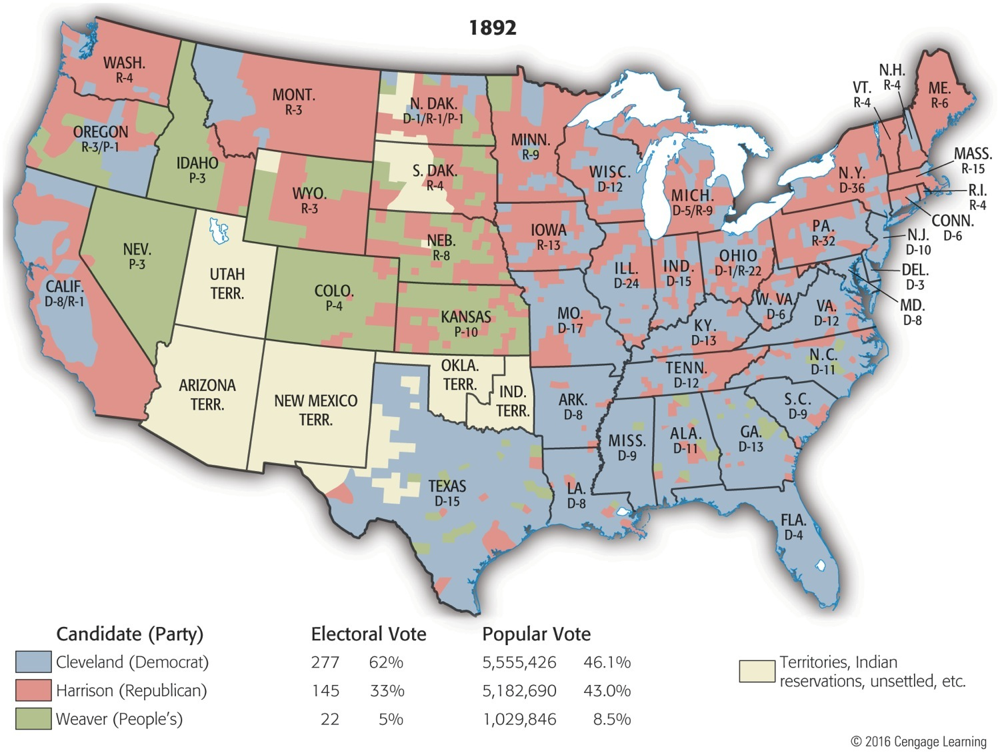 1892
WASH.
R-4
OREGON
R-3/P-1
CALIF.
D-8/R-1
NEV.
P-3
IDAHO
P-3
MONT.
R-3
WYO.
R-3
UTAH
TERR.
COLO.
P-4
ARIZONA
TERR.
NEW MEXICO
TERR.
N. DAK.
D-1/R-1/P-1
S. DAK.
R-4
NEB.
R-8
KANSAS
P-10
OKLA.
TERR.
IND.
TERR.
TEXAS
D-15
MINN.
R-9
IOWA
R-13
MO.
D-17
ARK.
D-8
LA.
D-8
WISC.
D-12
ILL.
D-24
MICH.
D-5/R-9
IND.
D-15
OHIO
D-1/R-22
KY.
D-13
TENN.
D-12
MISS.
D-9
ALA.
D-11
GA.
D-13
FLA.
D-4
S.C.
D-9
N.C.
D-11
VA.
D-12
W. VA.
D-6
PA.
R-32
N.Y.
D-36
VT.
R-4
N.H.
R-4
ME.
R-6
MASS.
R-15
R.I.
R-4
CONN.
D-6
N.J.
D-10
DEL.
D-3
MD.
D-8
Candidate (Party) Electoral Vote Popular Vote
Cleveland (Democrat) 277 62% 5,555,426 46.1%
Harrison (Republican) 145 33% 5,182,690 43.0%
Weaver (People's) 22 5% 1,029,846 8.5%
Territories, Indian
reservations, unsettled, etc.
© 2016 Cengage Learning